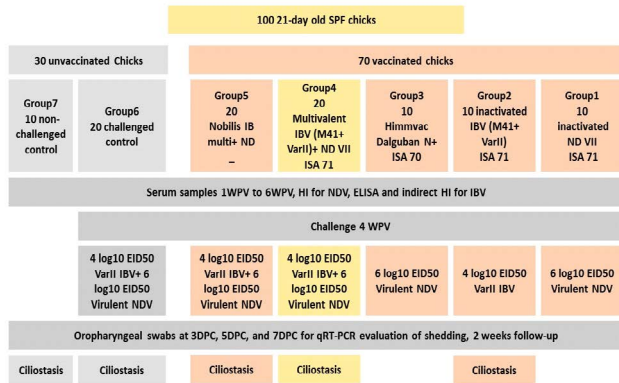 100 21-day old SPF chicks
30 unvaccinated Chicks
70 vaccinated chicks
Group7
10 non-
challenged
control
Group6
20 challenged
control
Group5
20
Nobilis IB
multi+ ND
–
Group4
20
Multivalent
IBV (M41+
VarII)+ ND VII
ISA 71
Group3
10
Himmvac
Dalguban N+
ISA 70
Group2
10 inactivated
IBV (M41+
VarII)
ISA 71
Group1
10
inactivated
ND VII
ISA 71
Serum samples 1WPV to 6WPV, HI for NDV, ELISA and indirect HI for IBV
Challenge 4 WPV
4 log10 EID50
VarII IBV+ 6
log10 EID50
Virulent NDV
4 log10 EID50
VarII IBV+ 6
log10 EID50
Virulent NDV
4 log10 EID50
VarII IBV+ 6
log10 EID50
Virulent NDV
6 log10 EID50
Virulent NDV
4 log10 EID50
VarII IBV
6 log10 EID50
Virulent NDV
Oropharyngeal swabs at 3DPC, 5DPC, and 7DPC for qRT-PCR evaluation of shedding, 2 weeks follow-up
Ciliostasis
Ciliostasis
Ciliostasis
Ciliostasis
Ciliostasis